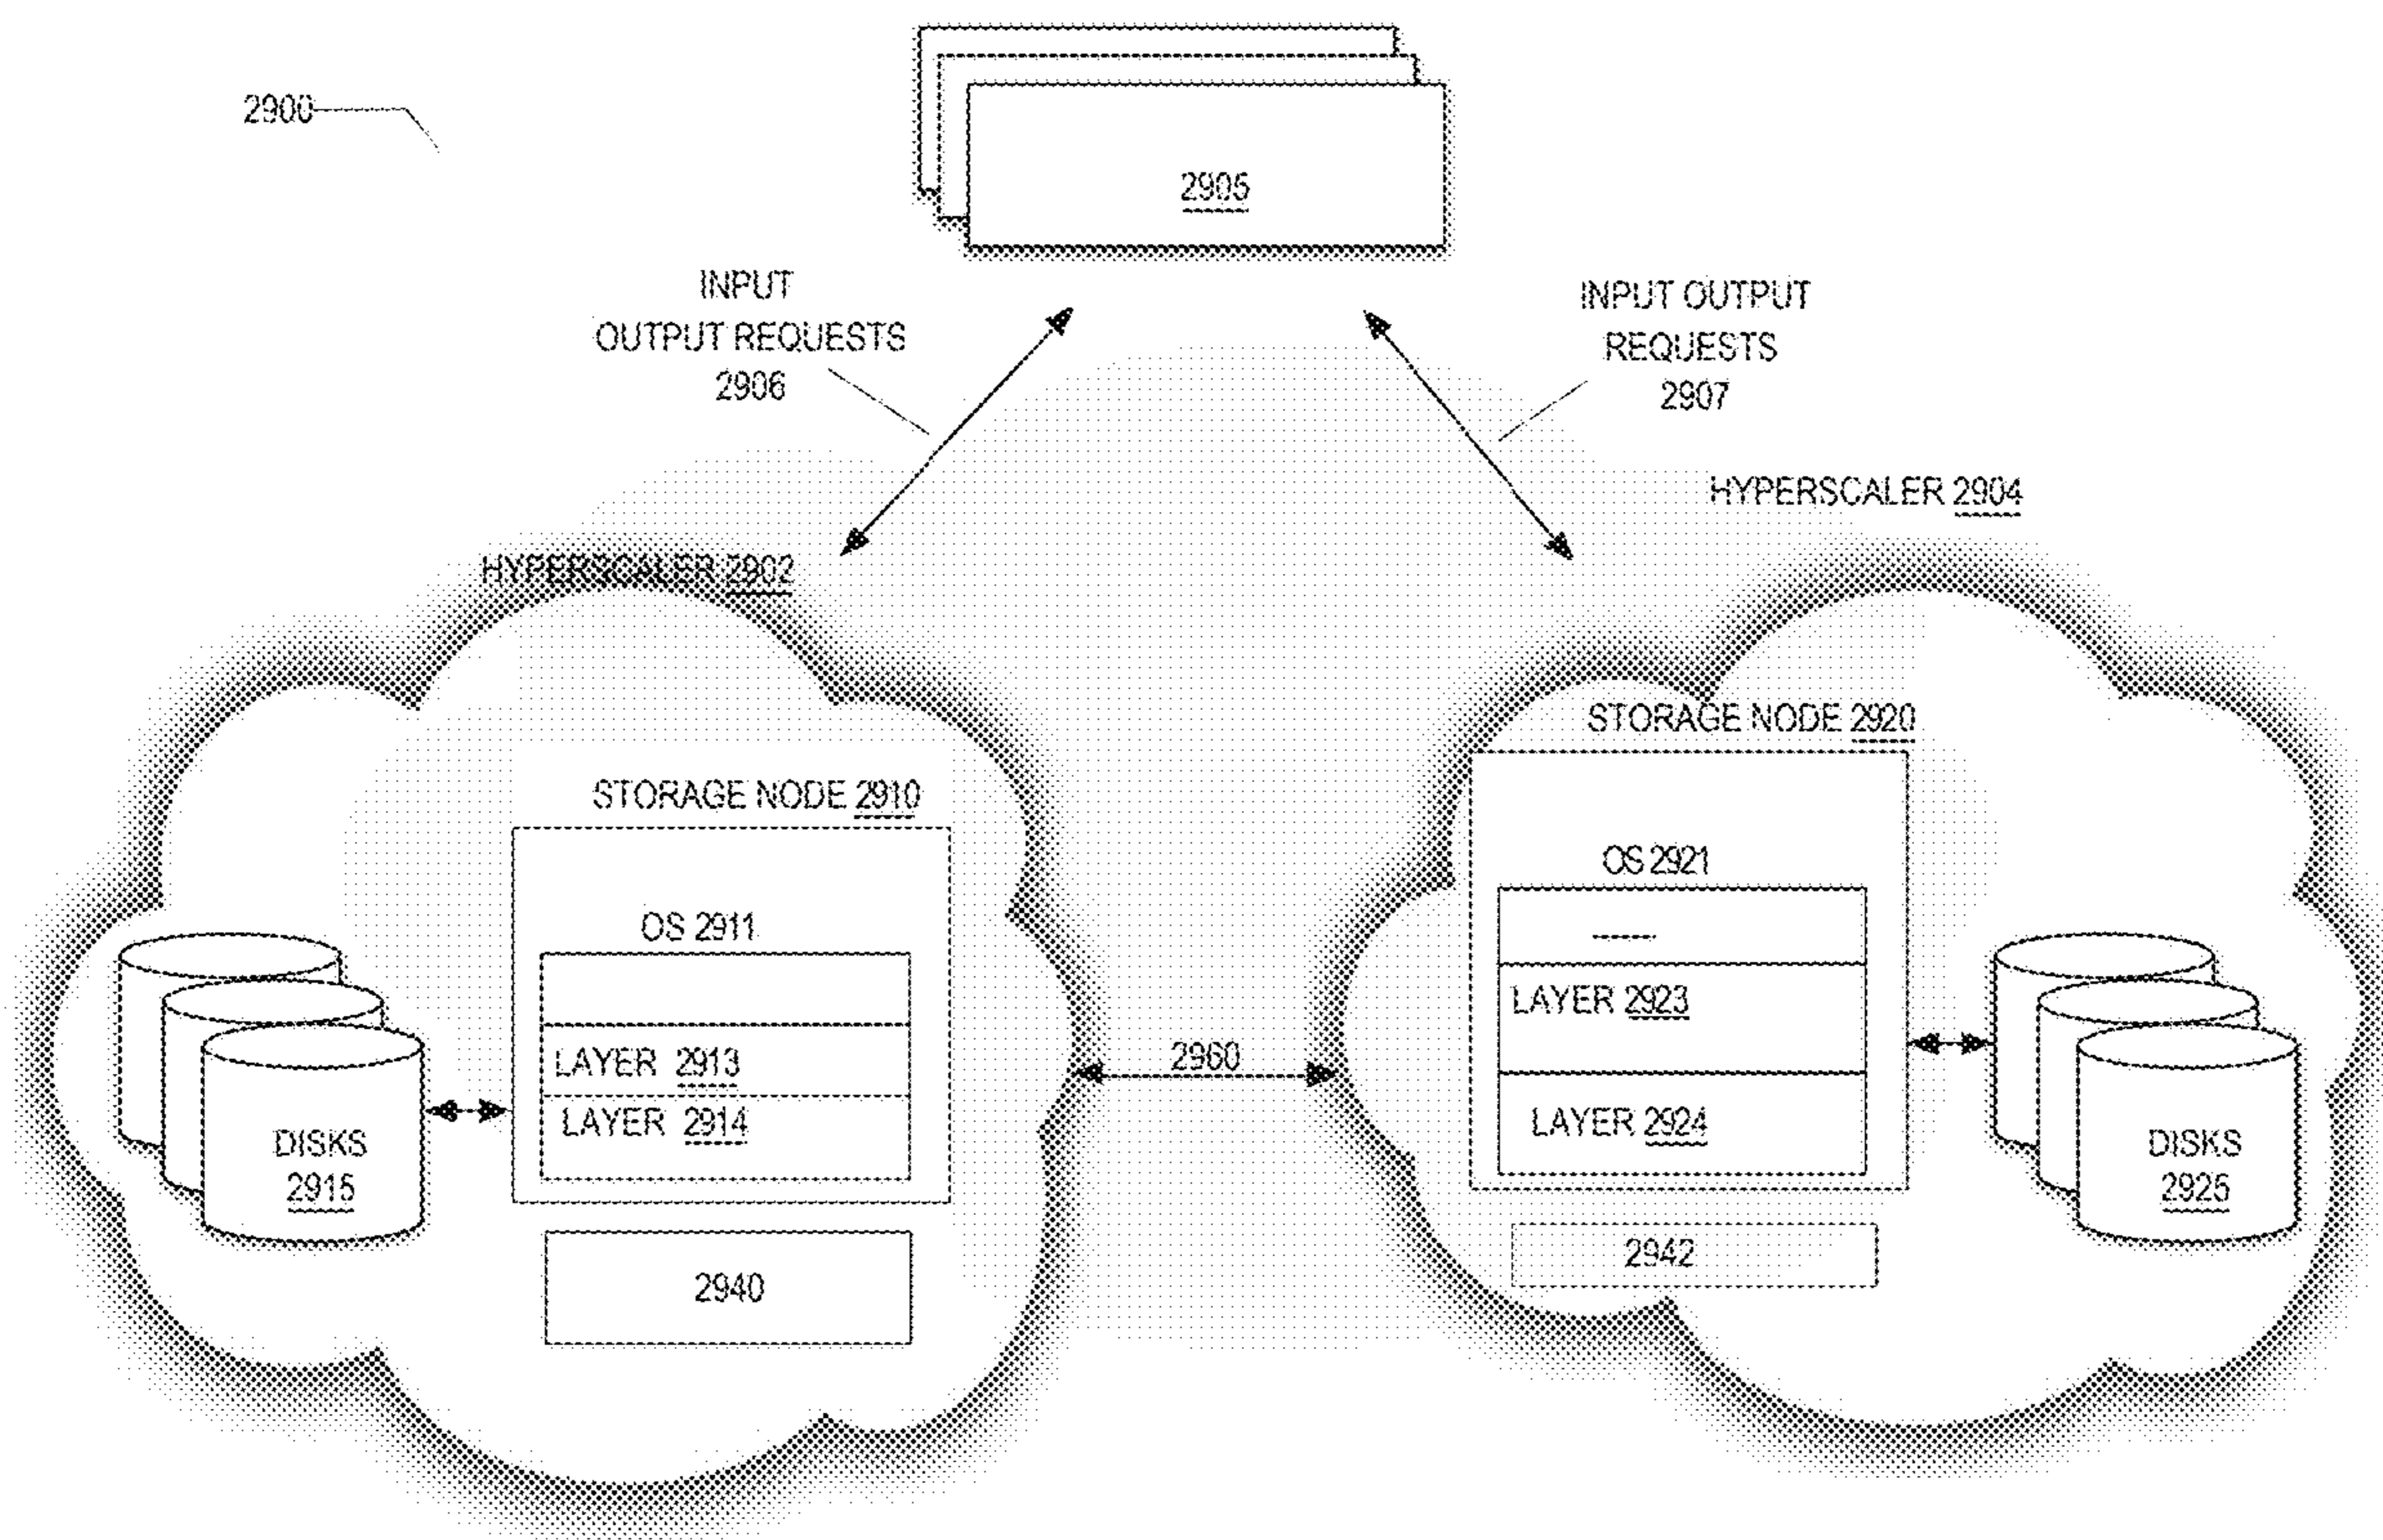 2900
2905
INPUT
OUTPUT REQUESTS
2906
INPUT OUTPUT
REQUESTS
2907
HYPERSCALER 2904
HYPERSCALER 2902
STORAGE NODE 2920
STORAGE NODE 2910
OS 2921
OS 2911
LAYER 2923
LAYER 2913
2960
LAYER 2914
LAYER 2924
DISKS
2915
DISKS
2925
2942
2940